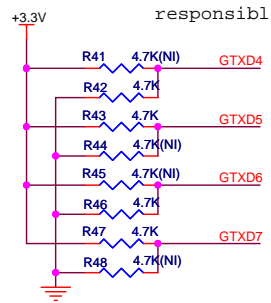 responsibl
+3.3V
R41 4.7K(NI) GTXD4
R42 4.7K
R43 4.7K GTXD5
R44 4.7K(NI)
R45 4.7K(NI) GTXD6
R46 4.7K
R47 4.7K GTXD7
R48 4.7K(NI)